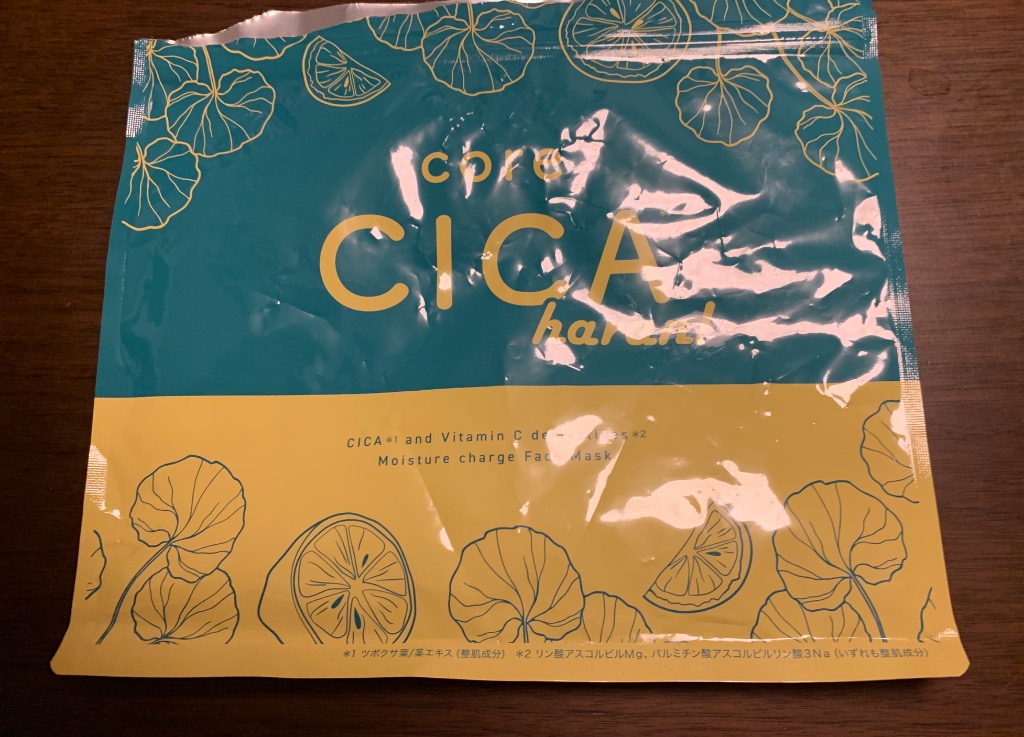 core
CICA
haran!
CICA*1 and Vitamin C derivatives*2
Moisture charge Face Mask
*1 ツボクサ葉/茎エキス (整肌成分) *2 リン酸アスコルビルMg、パルミチン酸アスコルビルリン酸3Na (いずれも整肌成分)